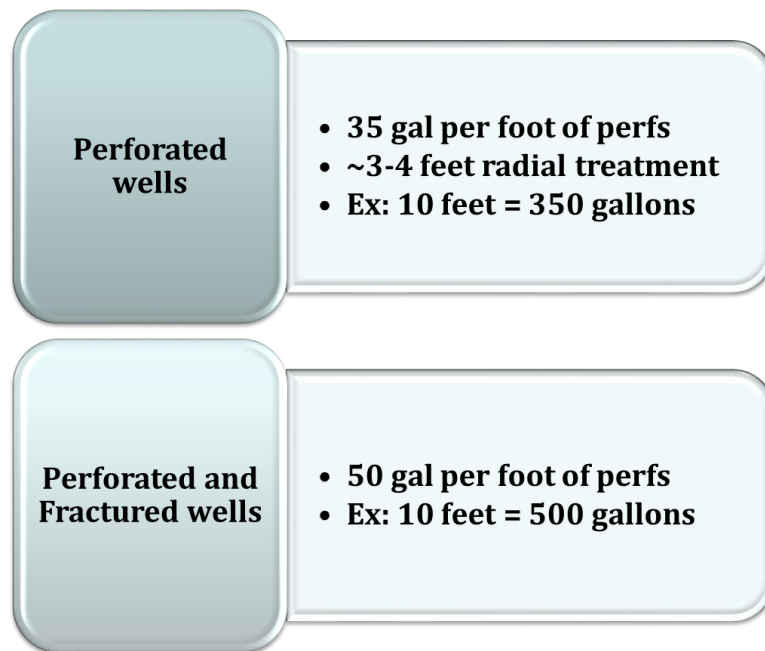 Perforated
wells
• 35 gal per foot of perfs
• ~3-4 feet radial treatment
• Ex: 10 feet = 350 gallons
Perforated and
Fractured wells
• 50 gal per foot of perfs
• Ex: 10 feet = 500 gallons